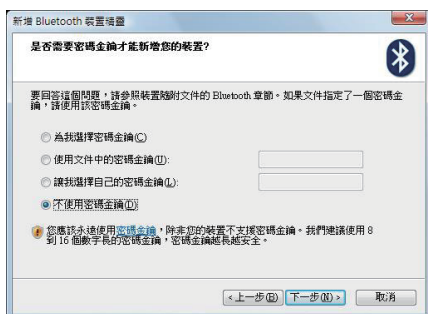 新增 Bluetooth 裝置精靈
是否需要密碼金鑰才能新增您的裝置?
要回答這個問題，請參照裝置隨附文件的 Bluetooth 章節。如果文件指定了一個密碼金
鑰，請使用該密碼金鑰。
為我選擇密碼金鑰(C)
使用文件中的密碼金鑰(U):
讓我選擇自己的密碼金鑰(L):
不使用密碼金鑰(D)
您應該永遠使用密碼金鑰，除非您的裝置不支援密碼金鑰。我們建議使用 8
到 16 個數字長的密碼金鑰，密碼金鑰越長越安全。
<上一步(B) 下一步(N)> 取消